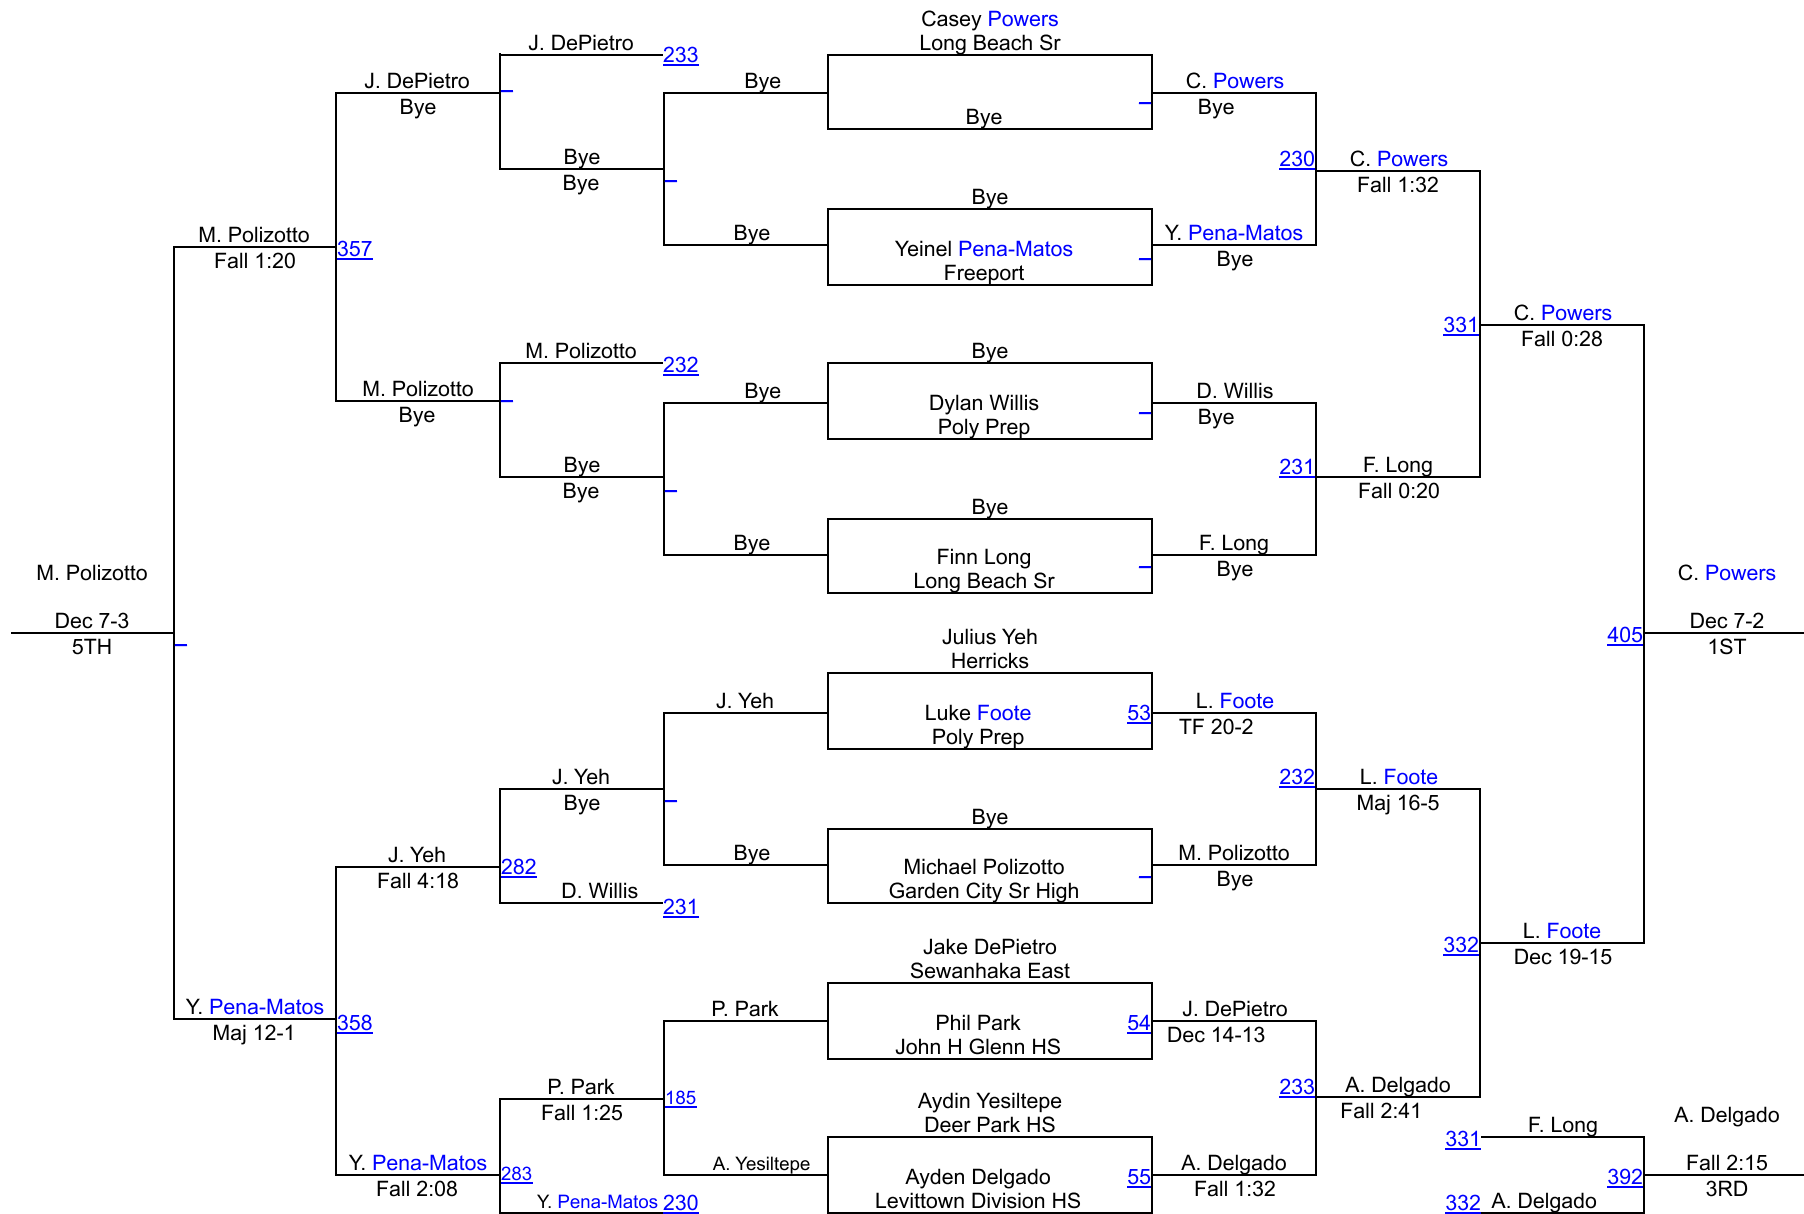 Casey Powers
Long Beach Sr
J. DePietro
233
J. DePietro
Bye
Bye
C. Powers
Bye
Bye
Bye
Bye
Bye
230
C. Powers
Fall 1:32
Bye
Bye
Y. Pena-Matos
Bye
Yeinel Pena-Matos
Freeport
M. Polizotto
Fall 1:20
357
331
C. Powers
Fall 0:28
M. Polizotto
232
Bye
M. Polizotto
Bye
Bye
Dylan Willis
Poly Prep
D. Willis
Bye
Bye
Bye
231
F. Long
Fall 0:20
Bye
Bye
Finn Long
Long Beach Sr
F. Long
Bye
M. Polizotto
Dec 7-3
5TH
C. Powers
Dec 7-2
1ST
405
Julius Yeh
Herricks
J. Yeh
Luke Foote
Poly Prep
53
L. Foote
TF 20-2
J. Yeh
Bye
232
L. Foote
Maj 16-5
Bye
Bye
Michael Polizotto
Garden City Sr High
M. Polizotto
Bye
J. Yeh
Fall 4:18
282
D. Willis
231
332
L. Foote
Dec 19-15
Jake DePietro
Sewanhaka East
Y. Pena-Matos
Maj 12-1
358
P. Park
Phil Park
John H Glenn HS
54
J. DePietro
Dec 14-13
P. Park
Fall 1:25
185
233
A. Delgado
Fall 2:41
Aydin Yesiltepe
Deer Park HS
Y. Pena-Matos
Fall 2:08
283
A. Yesiltepe
Ayden Delgado
Levittown Division HS
55
A. Delgado
Fall 1:32
Y. Pena-Matos 230
331
F. Long
A. Delgado
392
Fall 2:15
3RD
332 A. Delgado